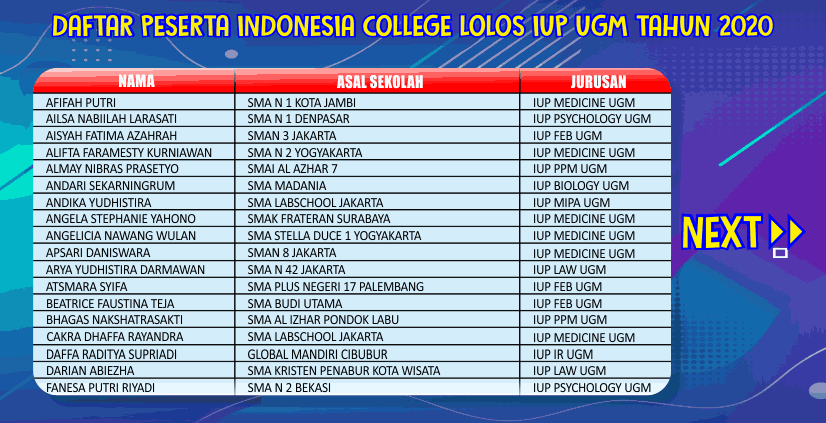 DAFTAR PESERTA INDONESIA COLLEGE LOLOS IUP UGM TAHUN 2020
NAMA ASAL SEKOLAH JURUSAN
AFIFAH PUTRI SMA N 1 KOTA JAMBI IUP MEDICINE UGM
AILSA NABIILAH LARASATI SMA N 1 DENPASAR IUP PSYCHOLOGY UGM
AISYAH FATIMA AZAHRAH SMAN 3 JAKARTA IUP FEB UGM
ALIFTA FARAMESTY KURNIAWAN SMA N 2 YOGYAKARTA IUP MEDICINE UGM
ALMAY NIBRAS PRASETYO SMAI AL AZHAR 7 IUP PPM UGM
ANDARI SEKARNINGRUM SMA MADANIA IUP BIOLOGY UGM
ANDIKA YUDHISTIRA SMA LABSCHOOL JAKARTA IUP MIPA UGM
ANGELA STEPHANIE YAHONO SMAK FRATERAN SURABAYA IUP MEDICINE UGM
ANGELICIA NAWANG WULAN SMA STELLA DUCE 1 YOGYAKARTA IUP MEDICINE UGM
APSARI DANISWARA SMAN 8 JAKARTA IUP MEDICINE UGM
ARYA YUDHISTIRA DARMAWAN SMA N 42 JAKARTA IUP LAW UGM
ATSMARA SYIFA SMA PLUS NEGERI 17 PALEMBANG IUP FEB UGM
BEATRICE FAUSTINA TEJA SMA BUDI UTAMA IUP FEB UGM
BHAGAS NAKSHATRASAKTI SMA AL IZHAR PONDOK LABU IUP PPM UGM
CAKRA DHAFFA RAYANDRA SMA LABSCHOOL JAKARTA IUP MEDICINE UGM
DAFFA RADITYA SUPRIADI GLOBAL MANDIRI CIBUBUR IUP IR UGM
DARIAN ABIEZHA SMA KRISTEN PENABUR KOTA WISATA IUP LAW UGM
FANESA PUTRI RIYADI SMA N 2 BEKASI IUP PSYCHOLOGY UGM
NEXT